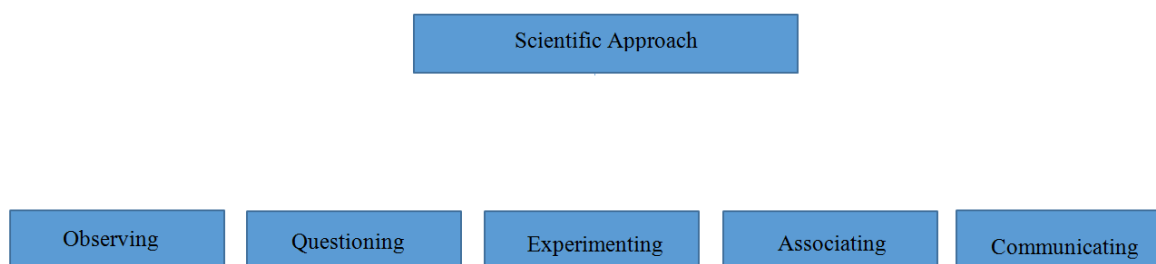 Scientific Approach
Observing
Questioning
Experimenting
Associating
Communicating